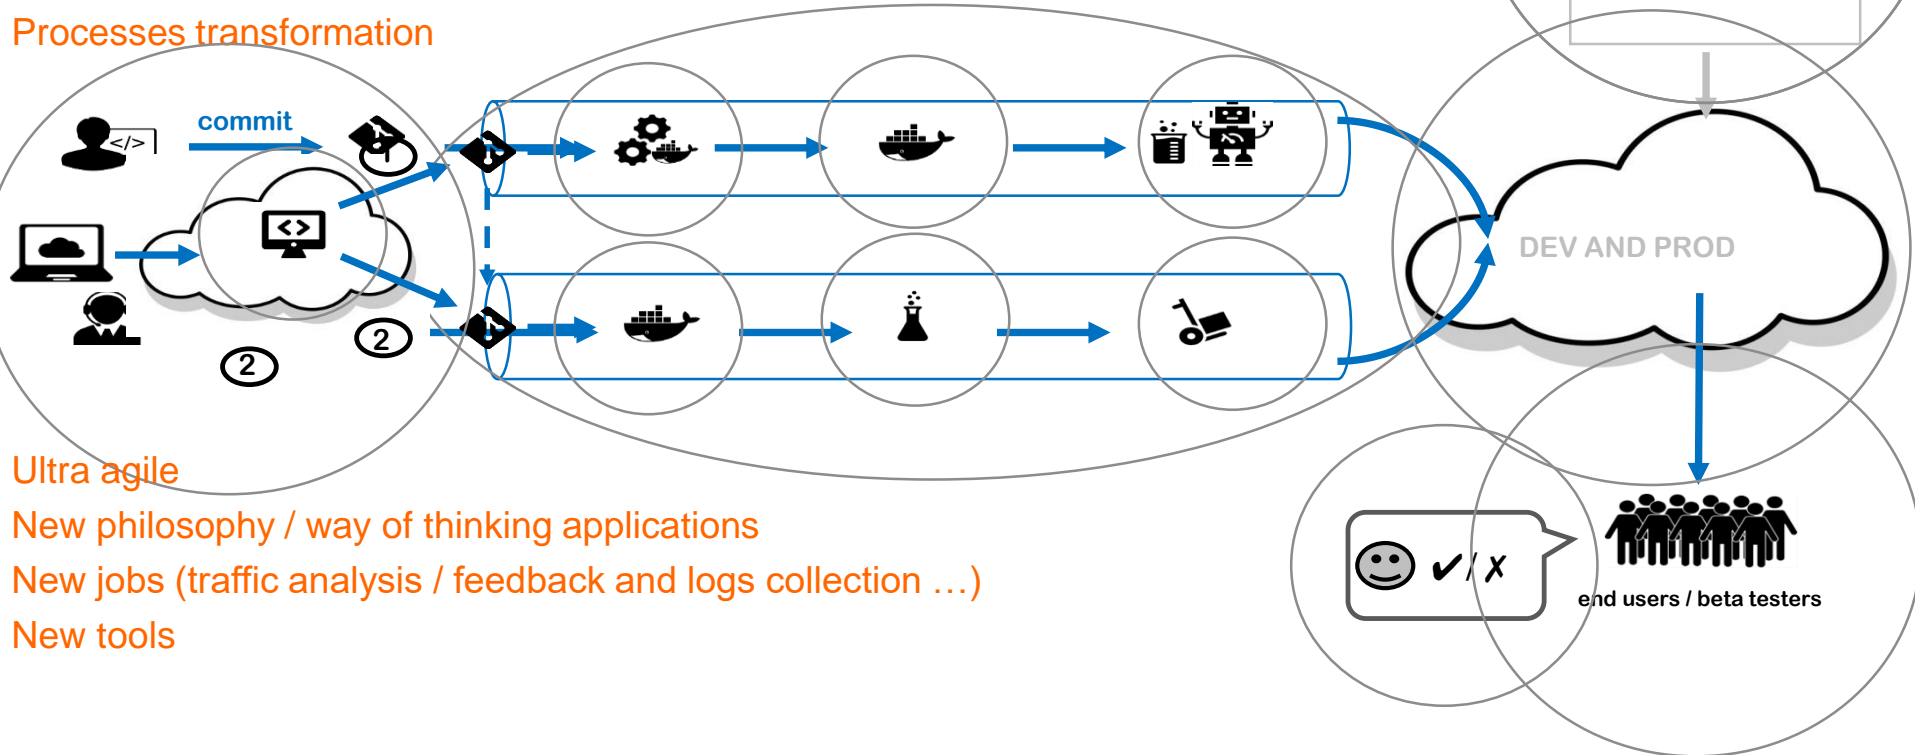 Processes transformation
commit
</>
<>
DEV AND PROD
2
2
Ultra agile
New philosophy / way of thinking applications
New jobs (traffic analysis / feedback and logs collection …)
New tools
✔/✗
end users / beta testers